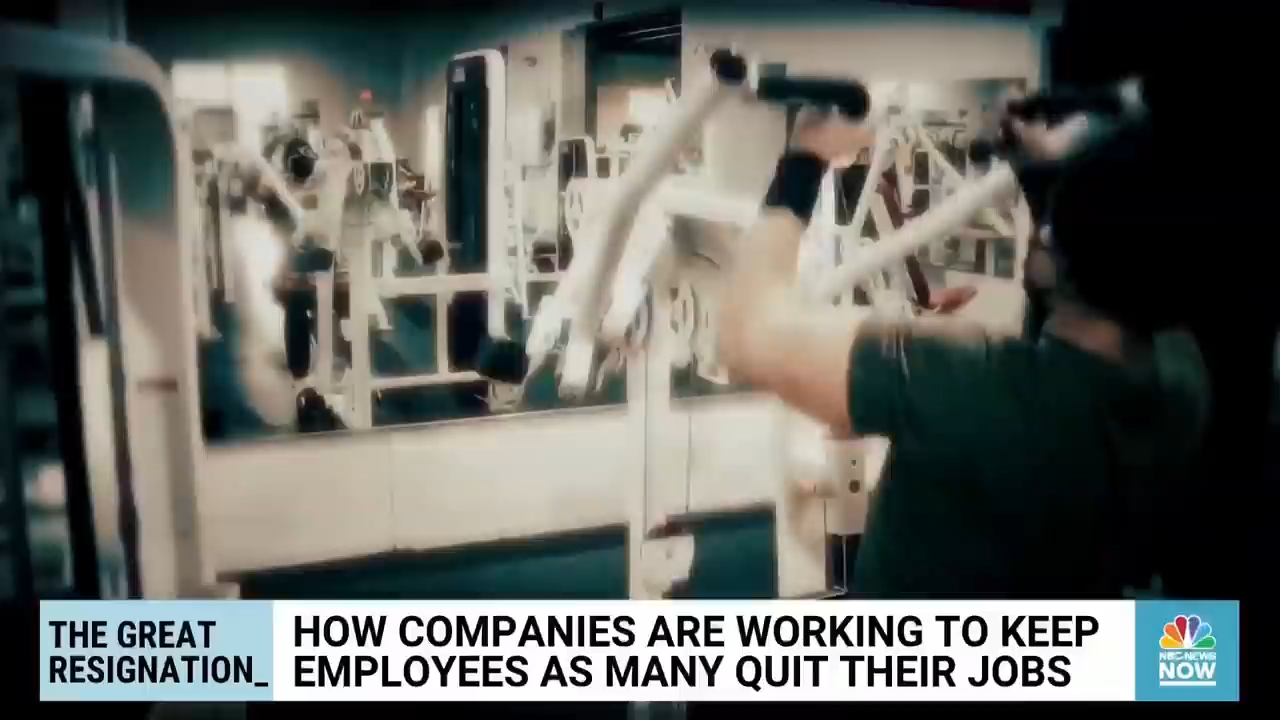 THE GREAT
RESIGNATION_
HOW COMPANIES ARE WORKING TO KEEP
EMPLOYEES AS MANY QUIT THEIR JOBS
NBC NEWS
NOW